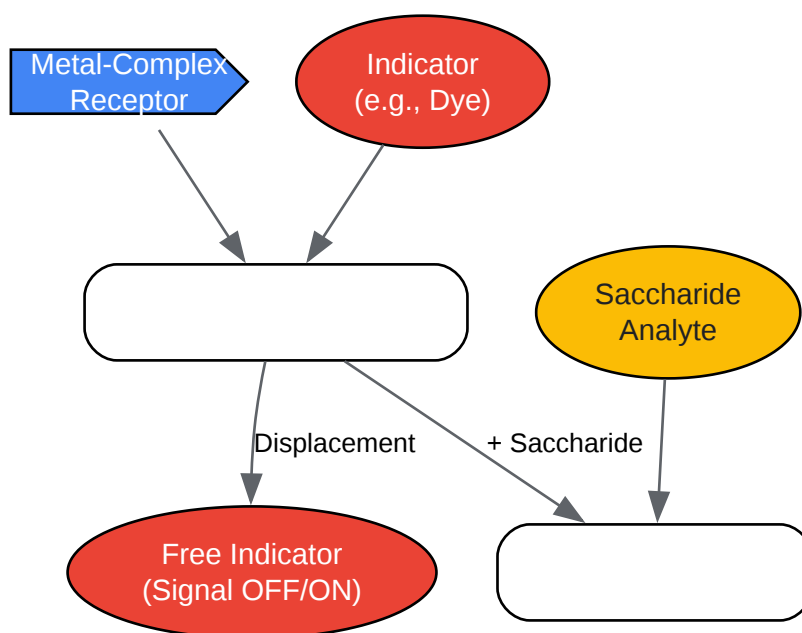 Metal-Complex
Receptor
Indicator
(e.g., Dye)
Saccharide
Analyte
Displacement
+ Saccharide
Free Indicator
(Signal OFF/ON)